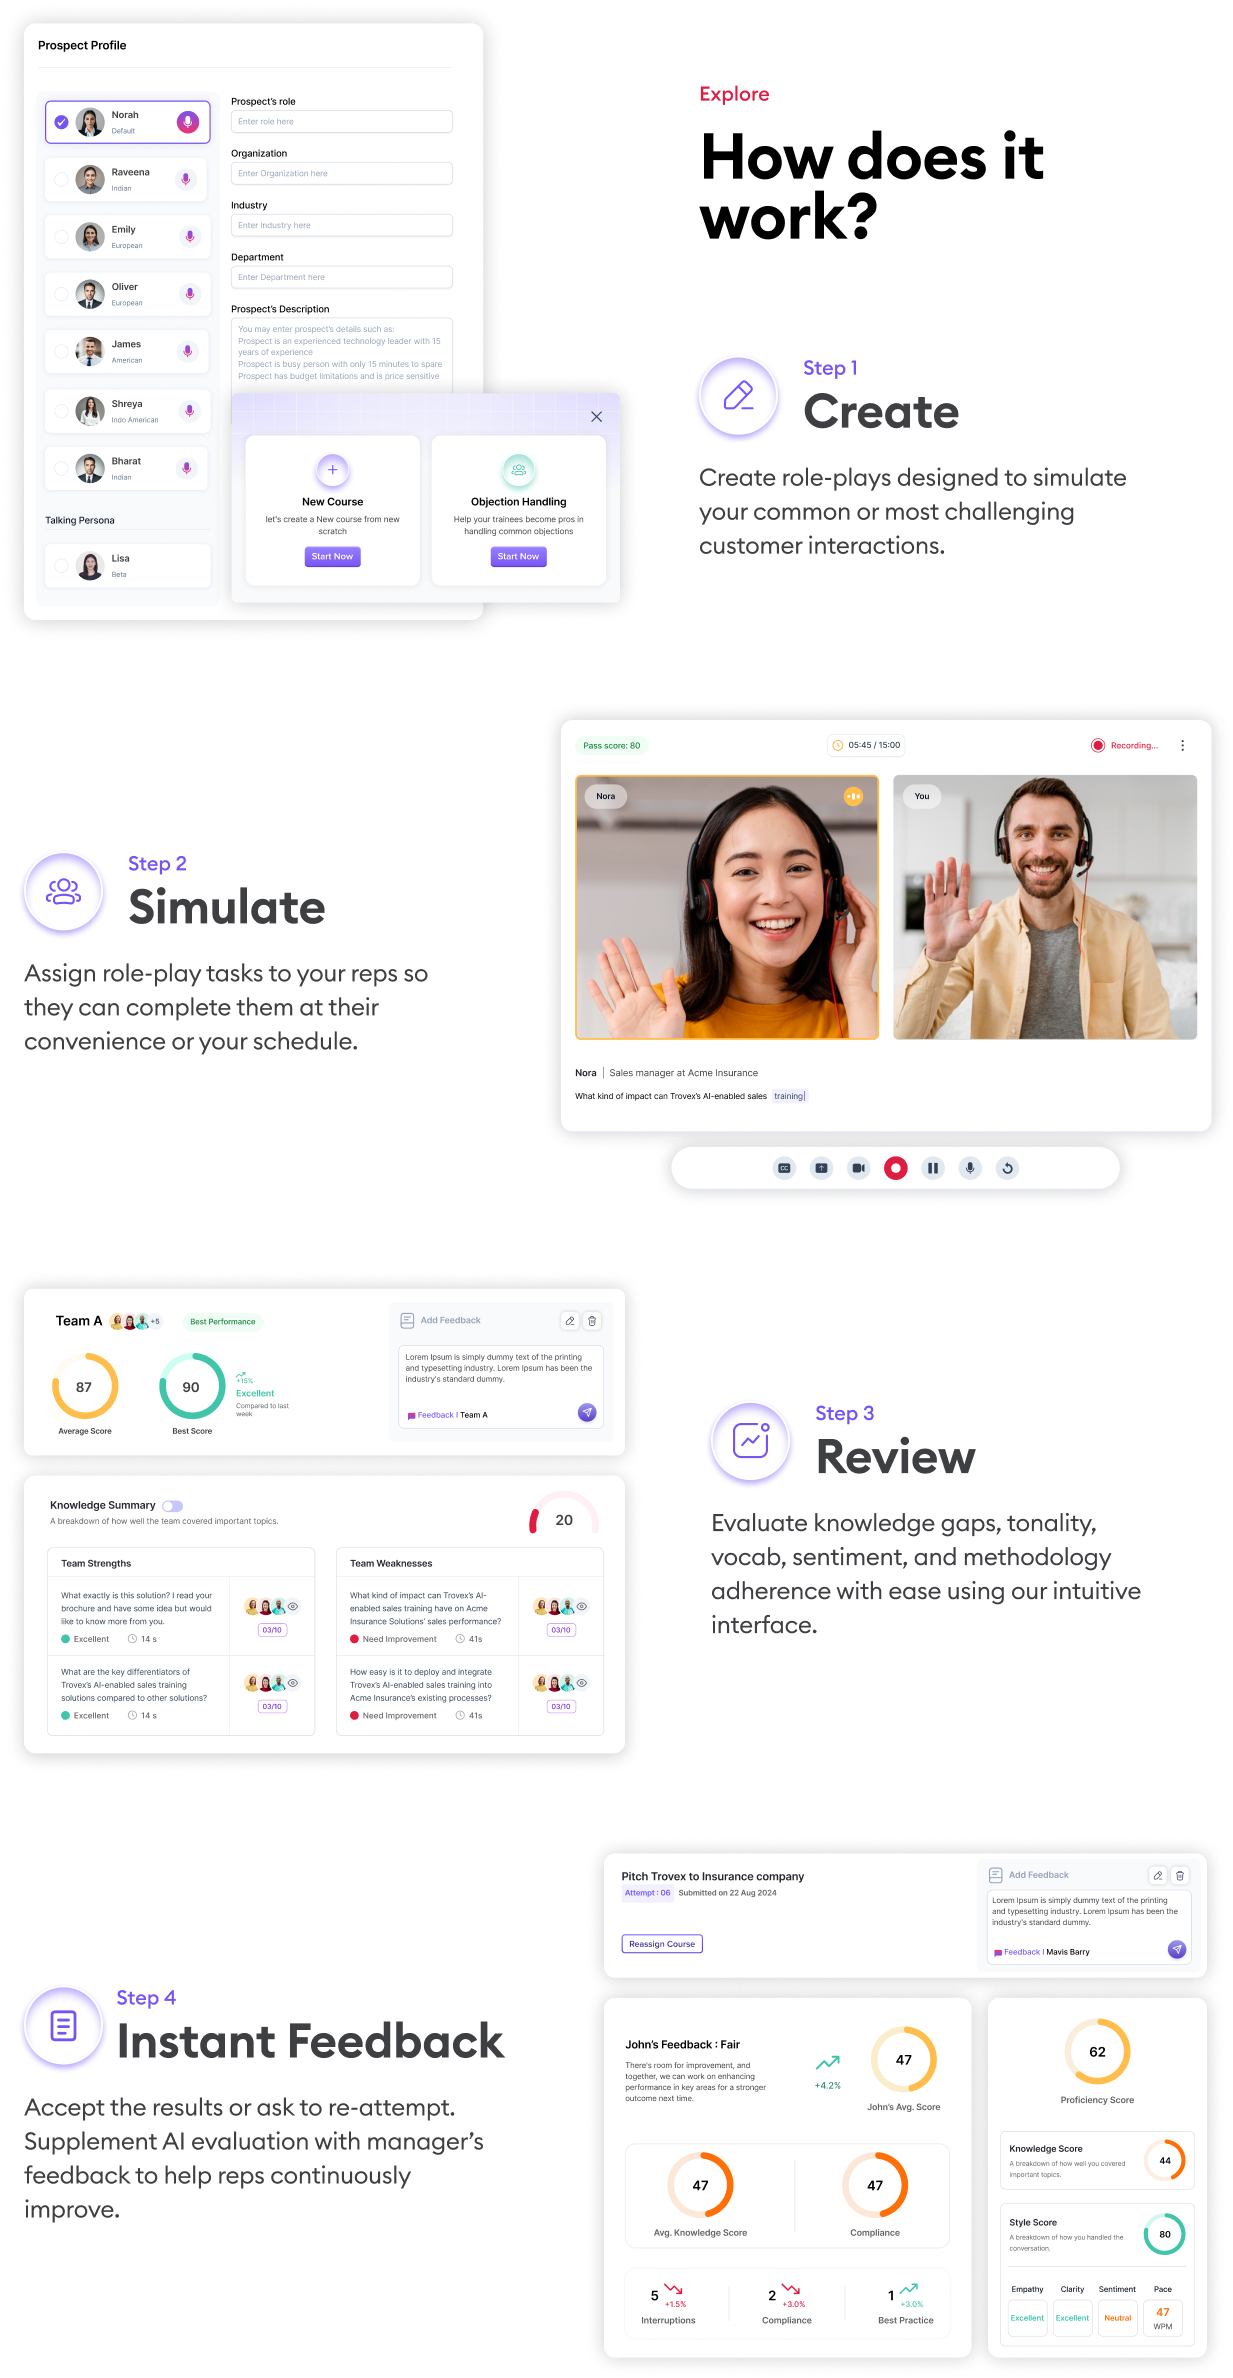 Prospect Profile
Norah
Default
Raveena
Indian
Emily
European
Oliver
European
James
American
Shreya
Indo American
Bharat
Indian
Talking Persona
Lisa
Beta
Prospect's role
Enter role here
Organization
Enter Organization here
Industry
Enter Industry here
Department
Enter Department here
Prospect's Description
You may enter prospect's details such as:
Prospect is an experienced technology leader with 15
years of experience
Prospect is busy person with only 15 minutes to spare
Prospect has budget limitations and is price sensitive
New Course
let's create a New course from new
scratch
Start Now
Objection Handling
Help your trainees become pros in
handling common objections
Start Now
Explore
How does it
work?
Step 1
Create
Create role-plays designed to simulate
your common or most challenging
customer interactions.
Step 2
Simulate
Assign role-play tasks to your reps so
they can complete them at their
convenience or your schedule.
Pass score: 80
05:45 / 15:00
Recording...
Nora
You
Nora | Sales manager at Acme Insurance
What kind of impact can Trovex's AI-enabled sales training
CC
Team A
+5
Best Performance
87
Average Score
90
Best Score
+15%
Excellent
Compared to last
week
Add Feedback
Lorem Ipsum is simply dummy text of the printing
and typesetting industry. Lorem Ipsum has been the
industry's standard dummy.
Feedback | Team A
Knowledge Summary
A breakdown of how well the team covered important topics.
20
Team Strengths
What exactly is this solution? I read your
brochure and have some idea but would
like to know more from you.
Excellent 14 s
03/10
What are the key differentiators of
Trovex's AI-enabled sales training
solutions compared to other solutions?
Excellent 14 s
03/10
Team Weaknesses
What kind of impact can Trovex's AI-
enabled sales training have on Acme
Insurance Solutions' sales performance?
Need Improvement 41s
03/10
How easy is it to deploy and integrate
Trovex's AI-enabled sales training into
Acme Insurance's existing processes?
Need Improvement 41s
03/10
Step 3
Review
Evaluate knowledge gaps, tonality,
vocab, sentiment, and methodology
adherence with ease using our intuitive
interface.
Step 4
Instant Feedback
Accept the results or ask to re-attempt.
Supplement AI evaluation with manager's
feedback to help reps continuously
improve.
Pitch Trovex to Insurance company
Attempt : 06 Submitted on 22 Aug 2024
Reassign Course
Add Feedback
Lorem Ipsum is simply dummy text of the printing
and typesetting industry. Lorem Ipsum has been the
industry's standard dummy.
Feedback | Mavis Barry
John's Feedback : Fair
There's room for improvement, and
together, we can work on enhancing
performance in key areas for a stronger
outcome next time.
+4.2%
47
John's Avg. Score
47
Avg. Knowledge Score
47
Compliance
5
+1.5%
Interruptions
2
+3.0%
Compliance
1
+3.0%
Best Practice
62
Proficiency Score
Knowledge Score
A breakdown of how well you covered
important topics.
44
Style Score
A breakdown of how you handled the
conversation.
80
Empathy
Clarity
Sentiment
Pace
Excellent
Excellent
Neutral
47
WPM